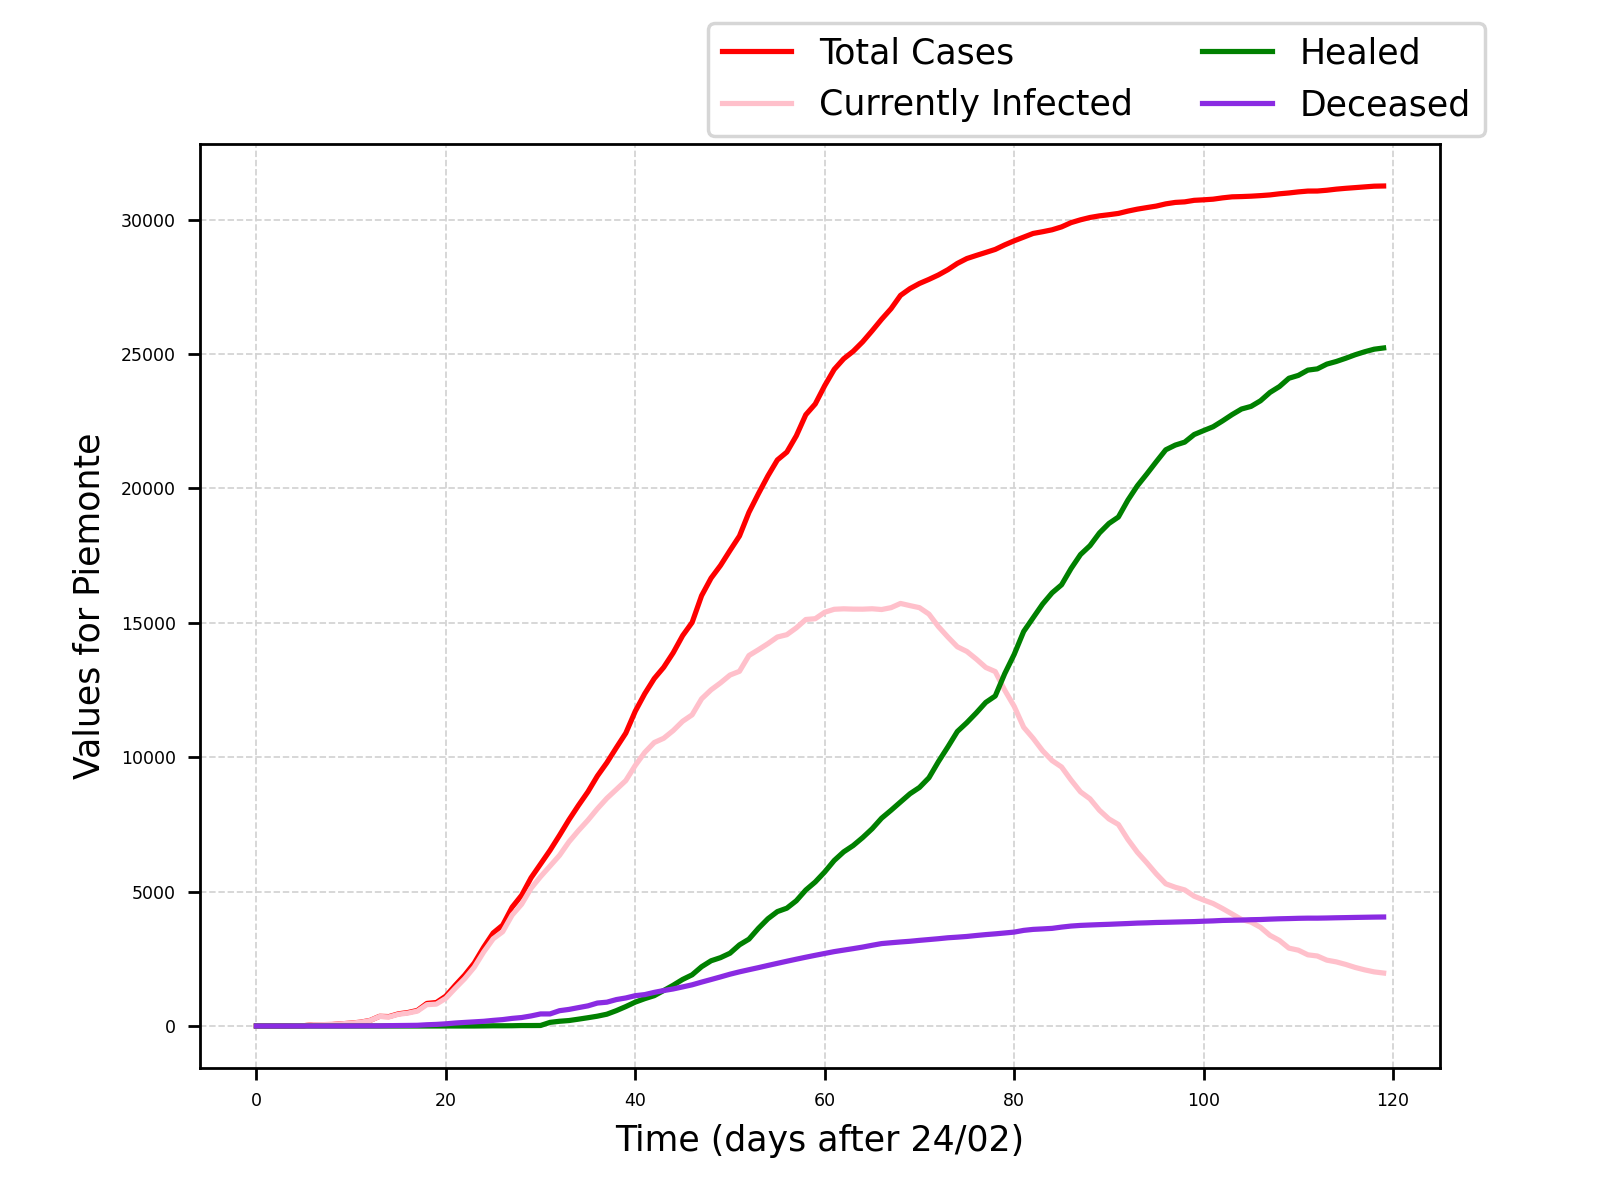 Total Cases
Currently Infected
Healed
Deceased
Values for Piemonte
30000
25000
20000
15000
10000
5000
0
0 20 40 60 80 100 120
Time (days after 24/02)